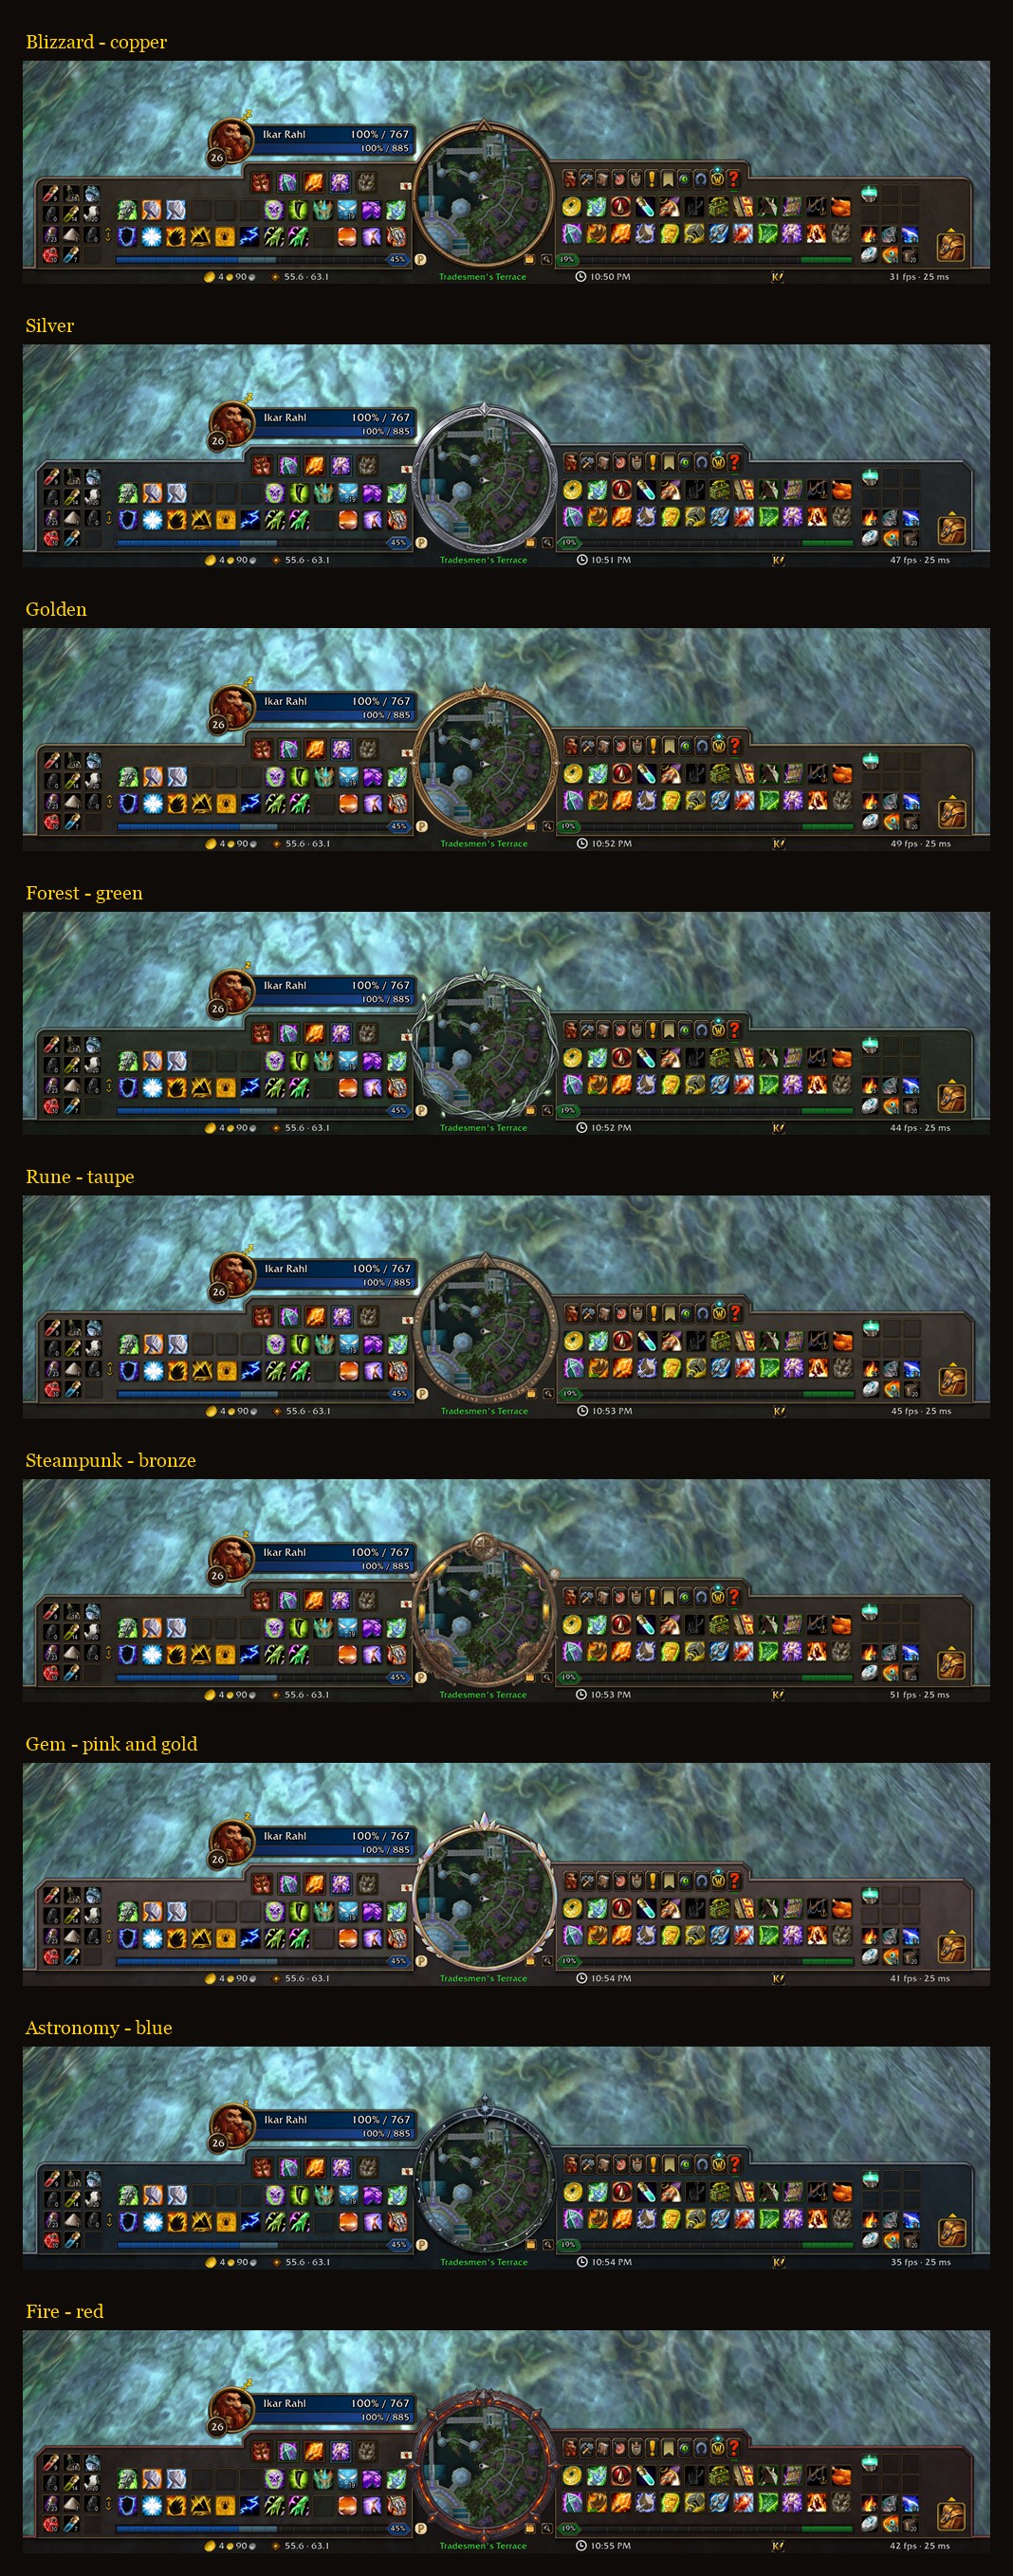 Blizzard - copper
Ikar Rahl 100% / 767
26 100% / 885
45% P 19%
4 90 55.6 · 63.1 Tradesmen's Terrace 10:50 PM K 31 fps · 25 ms
Silver
Ikar Rahl 100% / 767
26 100% / 885
45% P 19%
4 90 55.6 · 63.1 Tradesmen's Terrace 10:51 PM K 47 fps · 25 ms
Golden
Ikar Rahl 100% / 767
26 100% / 885
45% P 19%
4 90 55.6 · 63.1 Tradesmen's Terrace 10:52 PM K 49 fps · 25 ms
Forest - green
Ikar Rahl 100% / 767
26 100% / 885
45% P 19%
4 90 55.6 · 63.1 Tradesmen's Terrace 10:52 PM K 44 fps · 25 ms
Rune - taupe
Ikar Rahl 100% / 767
26 100% / 885
45% P 19%
4 90 55.6 · 63.1 Tradesmen's Terrace 10:53 PM K 45 fps · 25 ms
Steampunk - bronze
Ikar Rahl 100% / 767
26 100% / 885
45% P 19%
4 90 55.6 · 63.1 Tradesmen's Terrace 10:53 PM K 51 fps · 25 ms
Gem - pink and gold
Ikar Rahl 100% / 767
26 100% / 885
45% P 19%
4 90 55.6 · 63.1 Tradesmen's Terrace 10:54 PM K 41 fps · 25 ms
Astronomy - blue
Ikar Rahl 100% / 767
26 100% / 885
45% P 19%
4 90 55.6 · 63.1 Tradesmen's Terrace 10:54 PM K 35 fps · 25 ms
Fire - red
Ikar Rahl 100% / 767
26 100% / 885
45% P 19%
4 90 55.6 · 63.1 Tradesmen's Terrace 10:55 PM K 42 fps · 25 ms